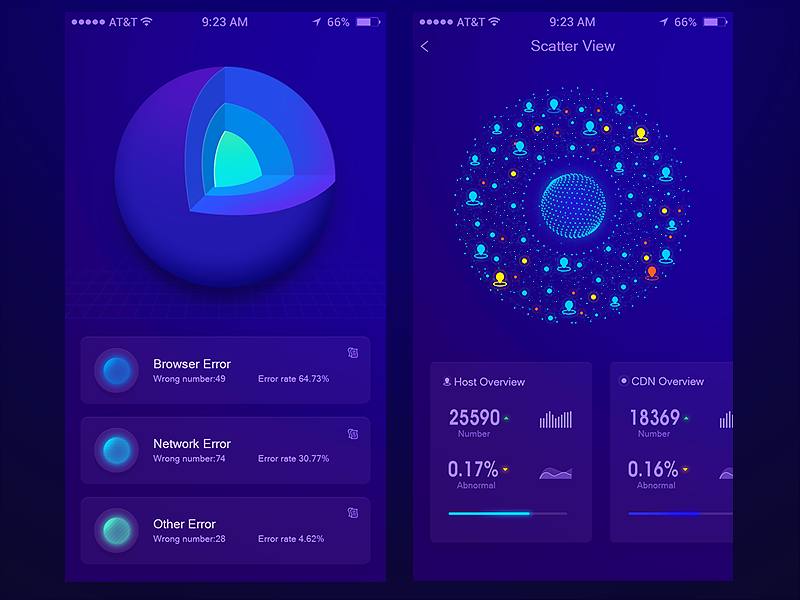 AT&T 9:23 AM 66%
Browser Error
Wrong number:49 Error rate 64.73%
Network Error
Wrong number:74 Error rate 30.77%
Other Error
Wrong number:28 Error rate 4.62%
AT&T 9:23 AM 66%
Scatter View
Host Overview
25590
Number
0.17%
Abnormal
CDN Overview
18369
Number
0.16%
Abnormal